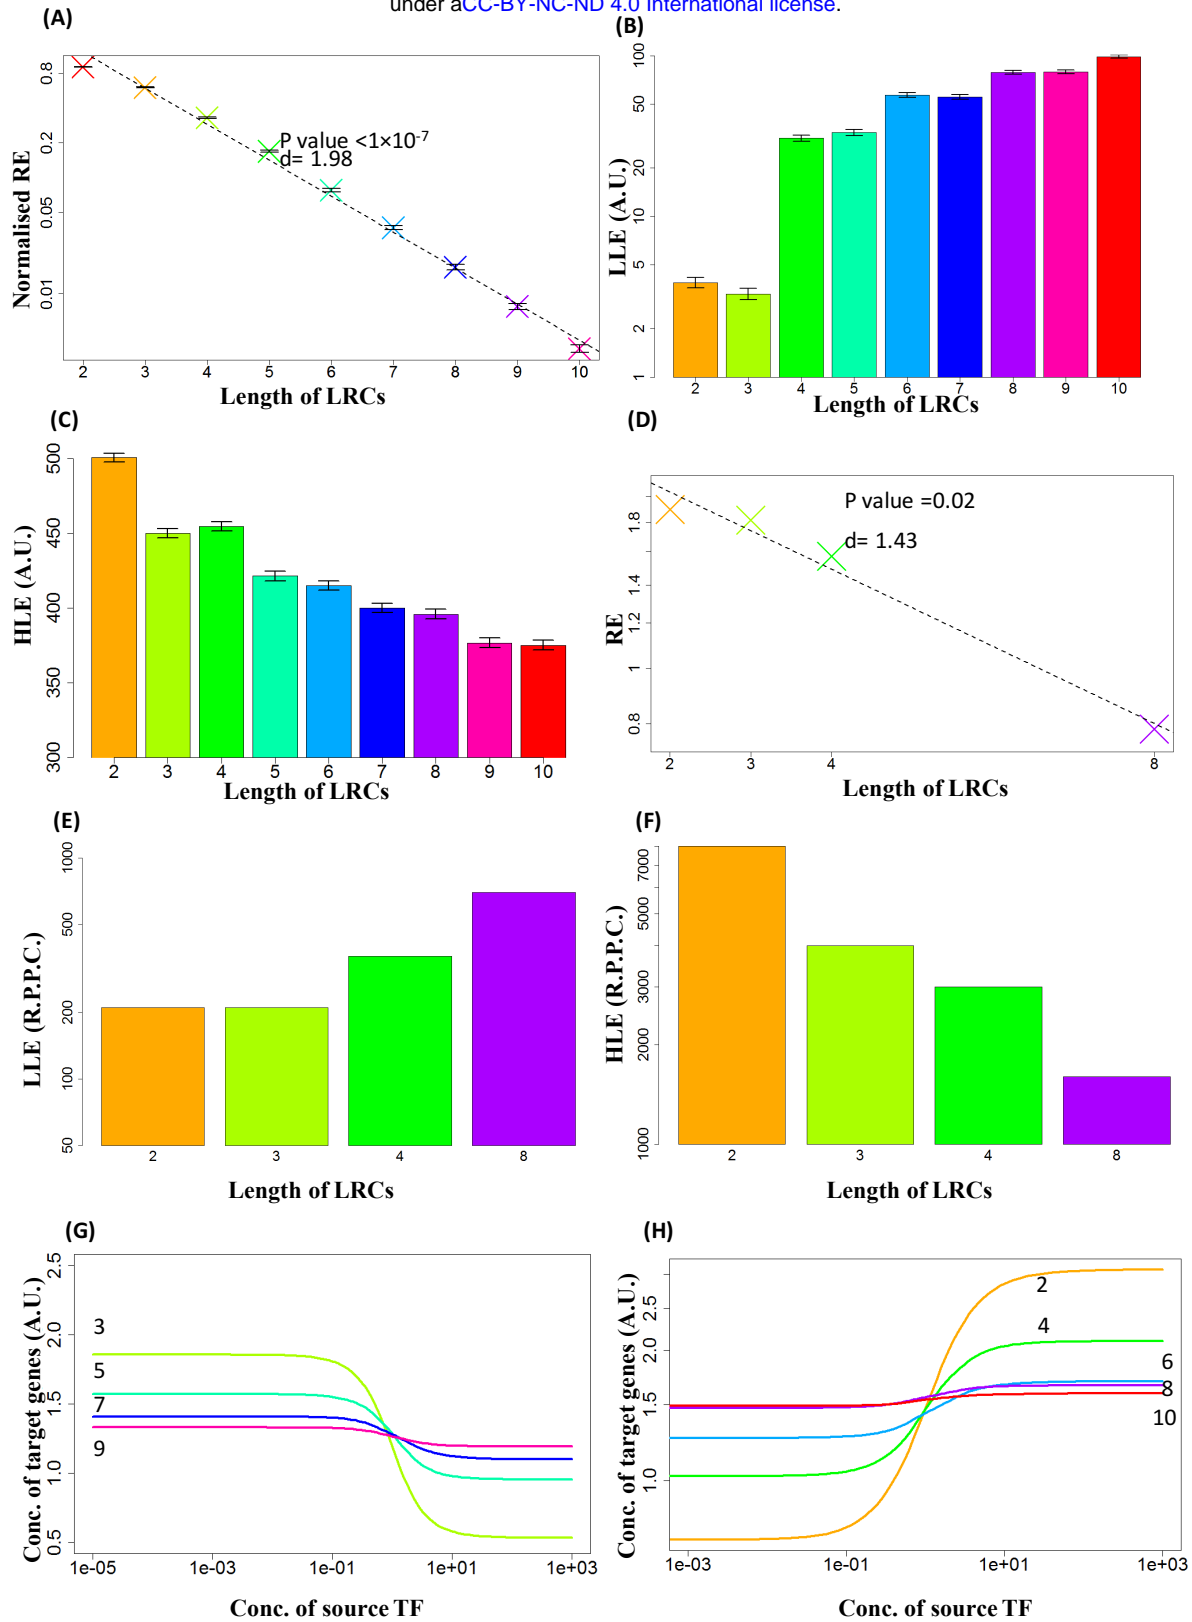 under aCC-BY-NC-ND 4.0 International license.
(A)
Normalised RE
0.8
0.2
0.05
0.01
P value <1×10-7
d= 1.98
2 3 4 5 6 7 8 9 10
Length of LRCs
(B)
LLE (A.U.)
100
50
20
10
5
2
1
2 3 4 5 6 7 8 9 10
Length of LRCs
(C)
HLE (A.U.)
500
450
400
350
300
2 3 4 5 6 7 8 9 10
Length of LRCs
(D)
RE
1.8
1.4
1.2
1
0.8
P value =0.02
d= 1.43
2 3 4 8
Length of LRCs
(E)
LLE (R.P.P.C.)
1000
500
200
100
50
2 3 4 8
Length of LRCs
(F)
HLE (R.P.P.C.)
7000
5000
3000
2000
1000
2 3 4 8
Length of LRCs
(G)
Conc. of target genes (A.U.)
2.5
2.0
1.5
1.0
0.5
3
5
7
9
1e-05 1e-03 1e-01 1e+01 1e+03
Conc. of source TF
(H)
Conc. of target genes (A.U.)
2.5
2.0
1.5
1.0
2
4
6
8
10
1e-03 1e-01 1e+01 1e+03
Conc. of source TF